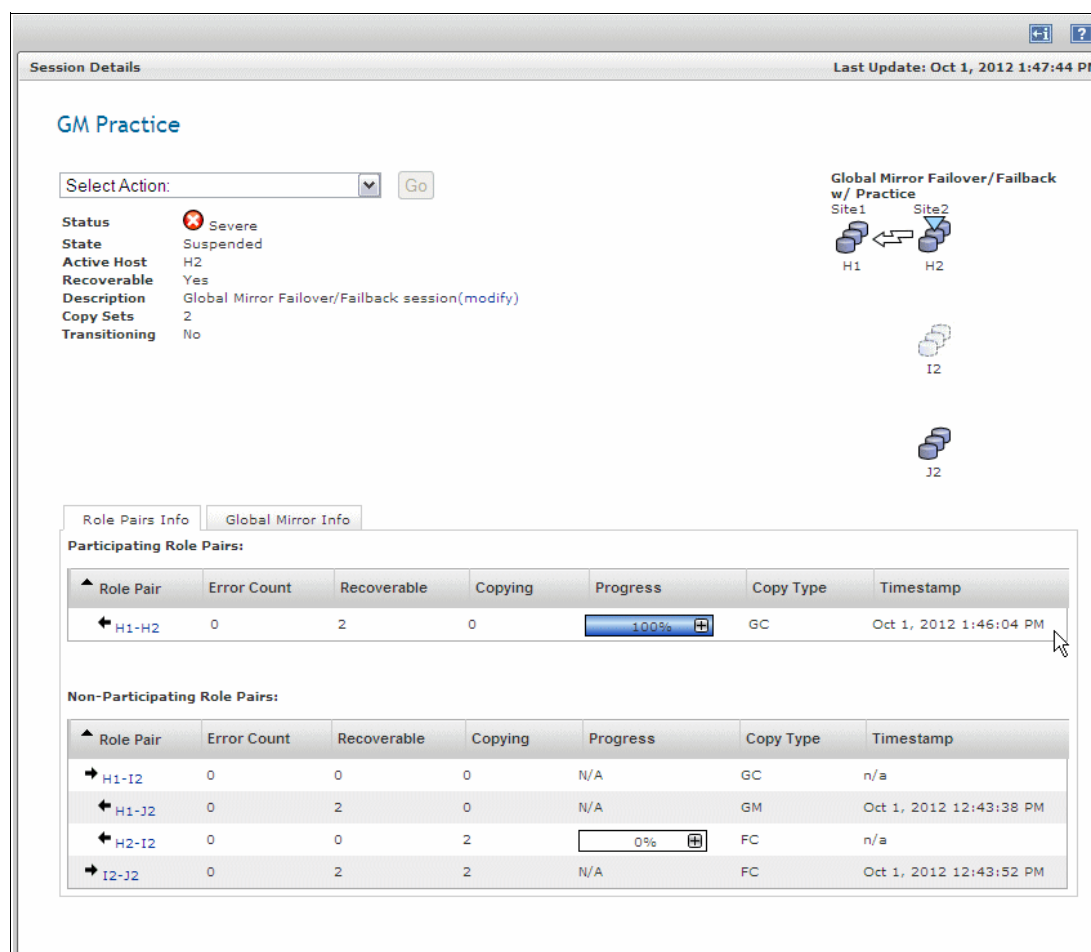 Session Details Last Update: Oct 1, 2012 1:47:44 PM
GM Practice
Select Action: Go
Global Mirror Failover/Failback
w/ Practice
Site1 Site2
H1 H2
I2
J2
Status Severe
State Suspended
Active Host H2
Recoverable Yes
Description Global Mirror Failover/Failback session(modify)
Copy Sets 2
Transitioning No
Role Pairs Info Global Mirror Info
Participating Role Pairs:
Role Pair Error Count Recoverable Copying Progress Copy Type Timestamp
H1-H2 0 2 0 100% GC Oct 1, 2012 1:46:04 PM
Non-Participating Role Pairs:
Role Pair Error Count Recoverable Copying Progress Copy Type Timestamp
H1-I2 0 0 0 N/A GC n/a
H1-J2 0 2 0 N/A GM Oct 1, 2012 12:43:38 PM
H2-I2 0 0 2 0% FC n/a
I2-J2 0 2 2 N/A FC Oct 1, 2012 12:43:52 PM